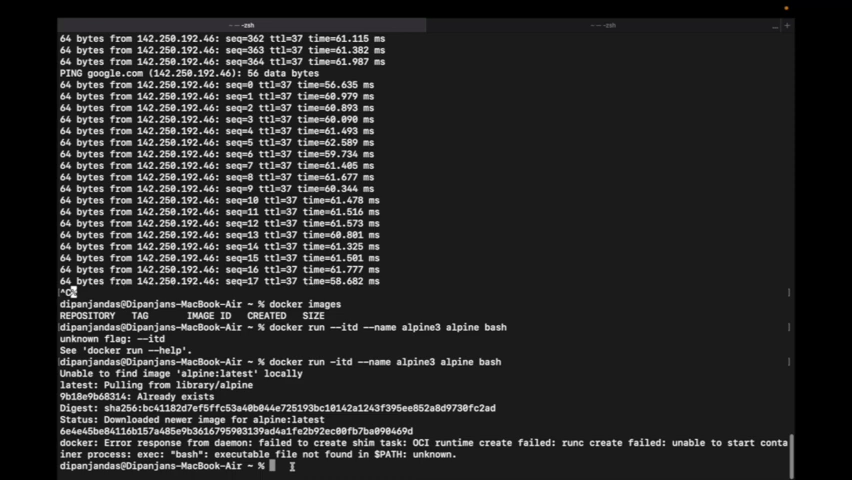 -zsh
-zsh
64 bytes from 142.250.192.46: seq=362 ttl=37 time=61.115 ms
64 bytes from 142.250.192.46: seq=363 ttl=37 time=61.382 ms
64 bytes from 142.250.192.46: seq=364 ttl=37 time=61.987 ms
PING google.com (142.250.192.46): 56 data bytes
64 bytes from 142.250.192.46: seq=0 ttl=37 time=56.635 ms
64 bytes from 142.250.192.46: seq=1 ttl=37 time=60.979 ms
64 bytes from 142.250.192.46: seq=2 ttl=37 time=60.893 ms
64 bytes from 142.250.192.46: seq=3 ttl=37 time=60.090 ms
64 bytes from 142.250.192.46: seq=4 ttl=37 time=61.493 ms
64 bytes from 142.250.192.46: seq=5 ttl=37 time=62.589 ms
64 bytes from 142.250.192.46: seq=6 ttl=37 time=59.734 ms
64 bytes from 142.250.192.46: seq=7 ttl=37 time=61.405 ms
64 bytes from 142.250.192.46: seq=8 ttl=37 time=61.677 ms
64 bytes from 142.250.192.46: seq=9 ttl=37 time=60.344 ms
64 bytes from 142.250.192.46: seq=10 ttl=37 time=61.478 ms
64 bytes from 142.250.192.46: seq=11 ttl=37 time=61.516 ms
64 bytes from 142.250.192.46: seq=12 ttl=37 time=61.573 ms
64 bytes from 142.250.192.46: seq=13 ttl=37 time=60.801 ms
64 bytes from 142.250.192.46: seq=14 ttl=37 time=61.325 ms
64 bytes from 142.250.192.46: seq=15 ttl=37 time=61.501 ms
64 bytes from 142.250.192.46: seq=16 ttl=37 time=61.777 ms
64 bytes from 142.250.192.46: seq=17 ttl=37 time=58.682 ms
^C%
dipanjandas@Dipanjans-MacBook-Air ~ % docker images
REPOSITORY TAG IMAGE ID CREATED SIZE
dipanjandas@Dipanjans-MacBook-Air ~ % docker run --itd --name alpine3 alpine bash
unknown flag: --itd
See 'docker run --help'.
dipanjandas@Dipanjans-MacBook-Air ~ % docker run -itd --name alpine3 alpine bash
Unable to find image 'alpine:latest' locally
latest: Pulling from library/alpine
9b18e9b68314: Already exists
Digest: sha256:bc41182d7ef5ffc53a40b044e725193bc10142a1243f395ee852a8d9730fc2ad
Status: Downloaded newer image for alpine:latest
6e4e45be84116b157a485e9b3616795903139ad4a1fe2b92ec00fb7ba090469d
docker: Error response from daemon: failed to create shim task: OCI runtime create failed: runc create failed: unable to start conta
iner process: exec: "bash": executable file not found in $PATH: unknown.
dipanjandas@Dipanjans-MacBook-Air ~ %